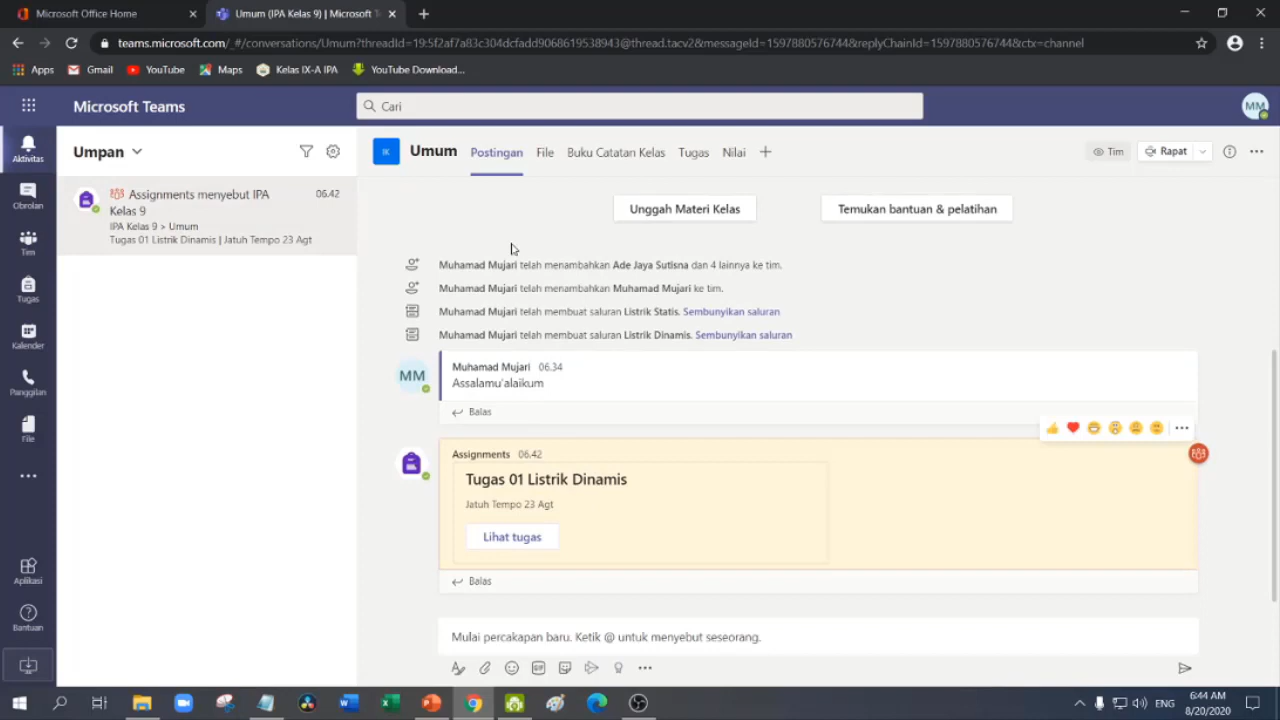 Microsoft Office Home
Umum (IPA Kelas 9) | Microsoft T
teams.microsoft.com/_#/conversations/Umum?threadId=19:5f2af7a83c304dcfadd9068619538943@thread.tacv2&messageId=1597880576744&replyChainId=1597880576744&ctx=channel
Apps
Gmail
YouTube
Maps
Kelas IX-A IPA
YouTube Download...
Microsoft Teams
Cari
MM
Aktivitas
Obrolan
Tim
Tugas
Kalender
Panggilan
File
Aplikasi
Bantuan
Umpan
Assignments menyebut IPA 06.42
Kelas 9
IPA Kelas 9 > Umum
Tugas 01 Listrik Dinamis | Jatuh Tempo 23 Agt
IK
Umum
Postingan
File
Buku Catatan Kelas
Tugas
Nilai
Tim
Rapat
Unggah Materi Kelas
Temukan bantuan & pelatihan
Muhamad Mujari telah menambahkan Ade Jaya Sutisna dan 4 lainnya ke tim.
Muhamad Mujari telah menambahkan Muhamad Mujari ke tim.
Muhamad Mujari telah membuat saluran Listrik Statis. Sembunyikan saluran
Muhamad Mujari telah membuat saluran Listrik Dinamis. Sembunyikan saluran
MM
Muhamad Mujari 06.34
Assalamu'alaikum
Balas
Assignments 06.42
Tugas 01 Listrik Dinamis
Jatuh Tempo 23 Agt
Lihat tugas
Balas
Mulai percakapan baru. Ketik @ untuk menyebut seseorang.
GIF
ENG
6:44 AM
8/20/2020